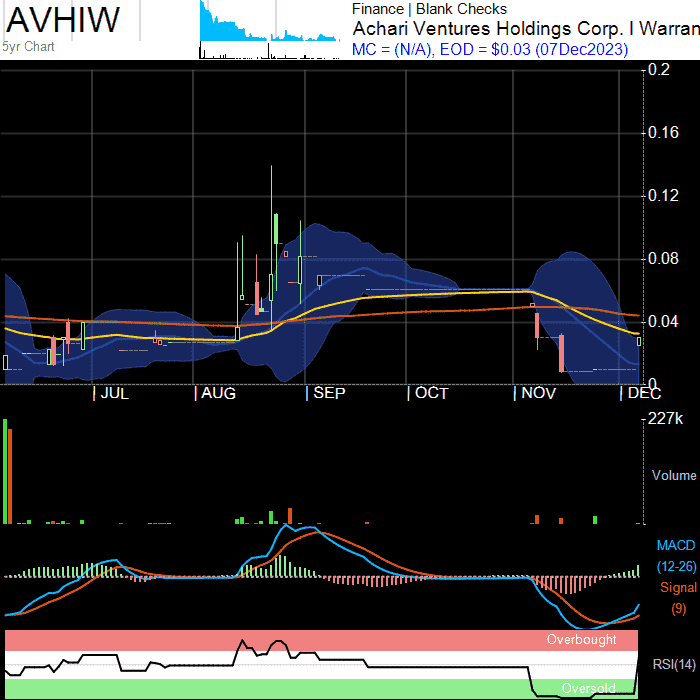 AVHIW
5yr Chart
Finance | Blank Checks
Achari Ventures Holdings Corp. I Warran
MC = (N/A), EOD = $0.03 (07Dec2023)
0.2
0.16
0.12
0.08
0.04
0
JUL AUG SEP OCT NOV DEC
227k
Volume
MACD
(12-26)
Signal
(9)
Overbought
RSI(14)
Oversold